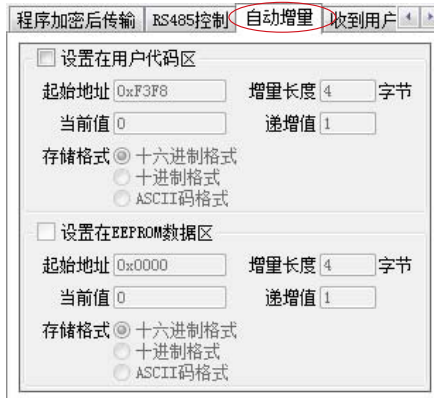 程序加密后传输 RS485控制 自动增量 收到用户
设置在用户代码区
起始地址 0xF3F8 增量长度 4 字节
当前值 0 递增值 1
存储格式 十六进制格式
十进制格式
ASCII码格式
设置在EEPROM数据区
起始地址 0x0000 增量长度 4 字节
当前值 0 递增值 1
存储格式 十六进制格式
十进制格式
ASCII码格式